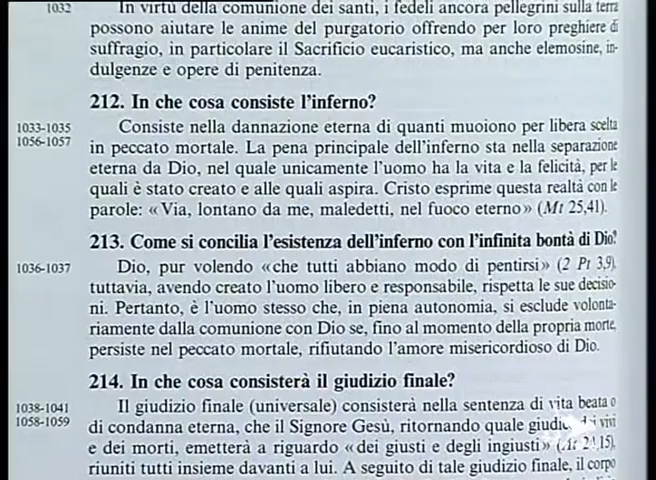 1032 In virtù della comunione dei santi, i fedeli ancora pellegrini sulla terra
possono aiutare le anime del purgatorio offrendo per loro preghiere di
suffragio, in particolare il Sacrificio eucaristico, ma anche elemosine, in-
dulgenze e opere di penitenza.
212. In che cosa consiste l'inferno?
1033-1035 Consiste nella dannazione eterna di quanti muoiono per libera scelta
1056-1057 in peccato mortale. La pena principale dell'inferno sta nella separazione
eterna da Dio, nel quale unicamente l'uomo ha la vita e la felicità, per le
quali è stato creato e alle quali aspira. Cristo esprime questa realtà con le
parole: «Via, lontano da me, maledetti, nel fuoco eterno» (Mt 25,41).
213. Come si concilia l'esistenza dell'inferno con l'infinita bontà di Dio?
1036-1037 Dio, pur volendo «che tutti abbiano modo di pentirsi» (2 Pt 3,9),
tuttavia, avendo creato l'uomo libero e responsabile, rispetta le sue decisio-
ni. Pertanto, è l'uomo stesso che, in piena autonomia, si esclude volonta-
riamente dalla comunione con Dio se, fino al momento della propria morte,
persiste nel peccato mortale, rifiutando l'amore misericordioso di Dio.
214. In che cosa consisterà il giudizio finale?
1038-1041 Il giudizio finale (universale) consisterà nella sentenza di vita beata o
1058-1059 di condanna eterna, che il Signore Gesù, ritornando quale vivi
e dei morti, emetterà a riguardo «dei giusti e degli ingiusti» (At 24,15),
riuniti tutti insieme davanti a lui. A seguito di tale giudizio finale, il corpo